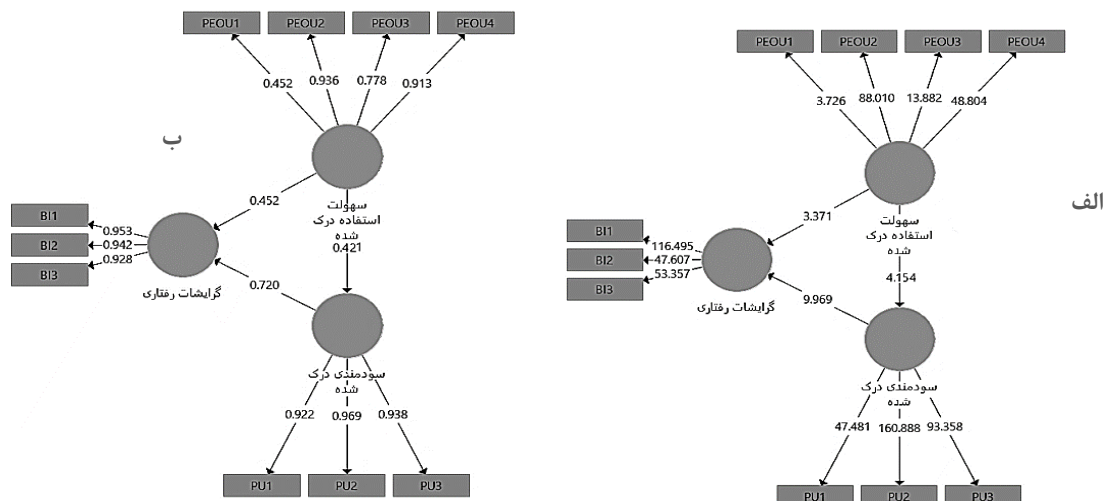 PEOU1 PEOU2 PEOU3 PEOU4
0.452 0.936 0.778 0.913
ب
سهولت
استفاده درک
شده
0.452
0.421
BI1
BI2
BI3
0.953
0.942
0.928
گرایشات رفتاری
0.720
سودمندی درک
شده
0.922 0.969 0.938
PU1 PU2 PU3
PEOU1 PEOU2 PEOU3 PEOU4
3.726 88.010 13.882 48.804
الف
سهولت
استفاده درک
شده
3.371
4.154
BI1
BI2
BI3
116.495
47.607
53.357
گرایشات رفتاری
9.969
سودمندی درک
شده
47.481 160.888 93.358
PU1 PU2 PU3